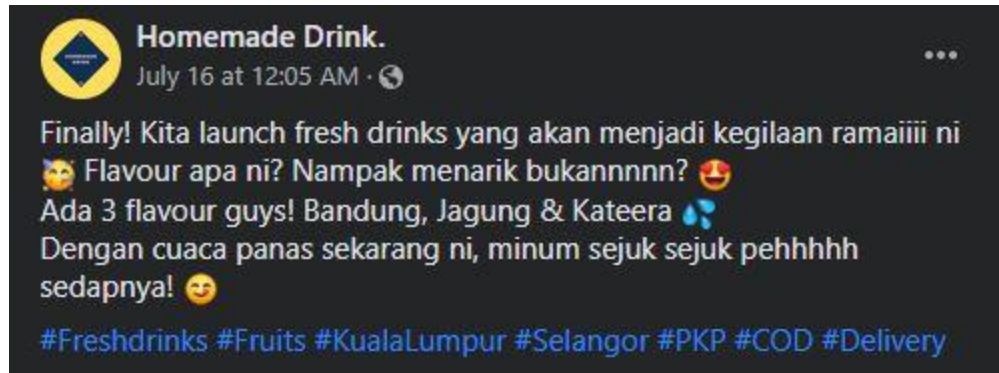 Homemade Drink.
July 16 at 12:05 AM ·
Finally! Kita launch fresh drinks yang akan menjadi kegilaan ramaiiii ni
🥳 Flavour apa ni? Nampak menarik bukannnnn? 🤩
Ada 3 flavour guys! Bandung, Jagung & Kateera 💦
Dengan cuaca panas sekarang ni, minum sejuk sejuk pehhhhh
sedapnya! 😋
#Freshdrinks #Fruits #KualaLumpur #Selangor #PKP #COD #Delivery